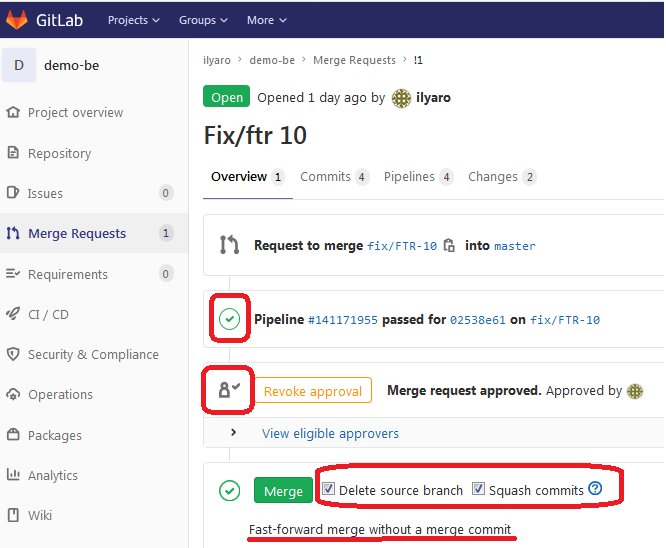 GitLab Projects Groups More
D demo-be
Project overview
Repository
Issues 0
Merge Requests 1
Requirements 0
CI / CD
Security & Compliance
Operations
Packages
Analytics
Wiki
ilyaro > demo-be > Merge Requests > !1
Open Opened 1 day ago by ilyaro
Fix/ftr 10
Overview 1 Commits 4 Pipelines 4 Changes 2
Request to merge fix/FTR-10 into master
Pipeline #141171955 passed for 02538e61 on fix/FTR-10
Revoke approval Merge request approved. Approved by
> View eligible approvers
Merge Delete source branch Squash commits ?
Fast-forward merge without a merge commit